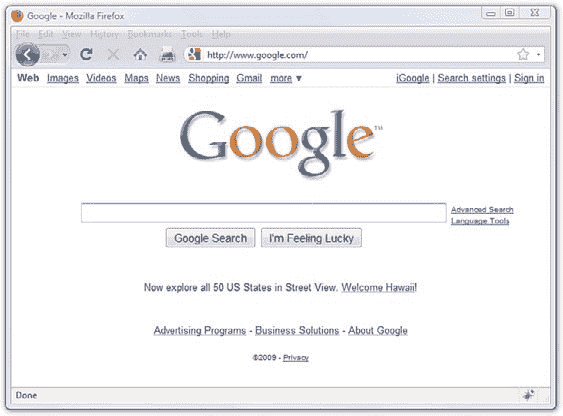 Google - Mozilla Firefox
File Edit View History Bookmarks Tools Help
http://www.google.com/
Web Images Videos Maps News Shopping Gmail more ▼ iGoogle | Search settings | Sign in
Google™
Advanced Search
Language Tools
Google Search I'm Feeling Lucky
Now explore all 50 US States in Street View. Welcome Hawaii!
Advertising Programs - Business Solutions - About Google
©2009 - Privacy
Done